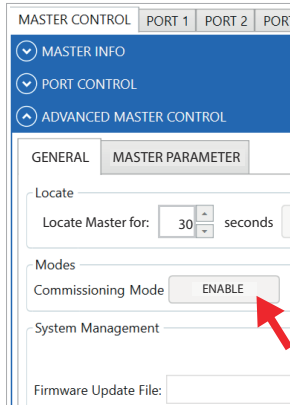 MASTER CONTROL PORT 1 PORT 2
MASTER INFO
PORT CONTROL
ADVANCED MASTER CONTROL
GENERAL MASTER PARAMETER
Locate
Locate Master for: 30 seconds
Modes
Commissioning Mode ENABLE
System Management
Firmware Update File: